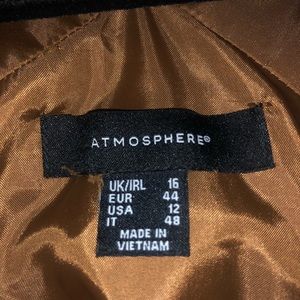 ATMOSPHERE®
UK/IRL 16
EUR 44
USA 12
IT 48
MADE IN
VIETNAM